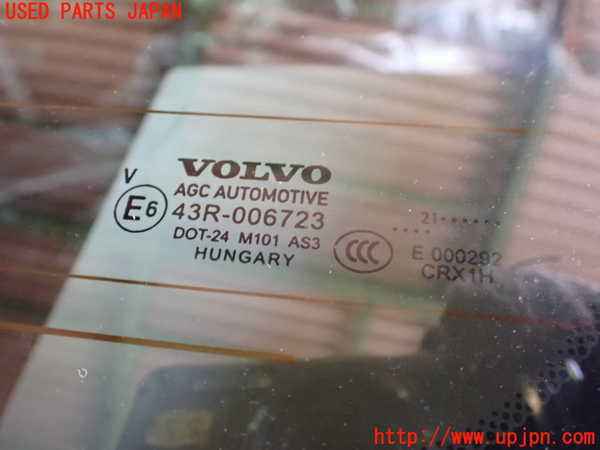 USED PARTS JAPAN
VOLVO
V
AGC AUTOMOTIVE
E6
43R-006723
DOT-24 M101 AS3
HUNGARY
CCC
21
E 000292
CRX1H
http://www.upjpn.com/